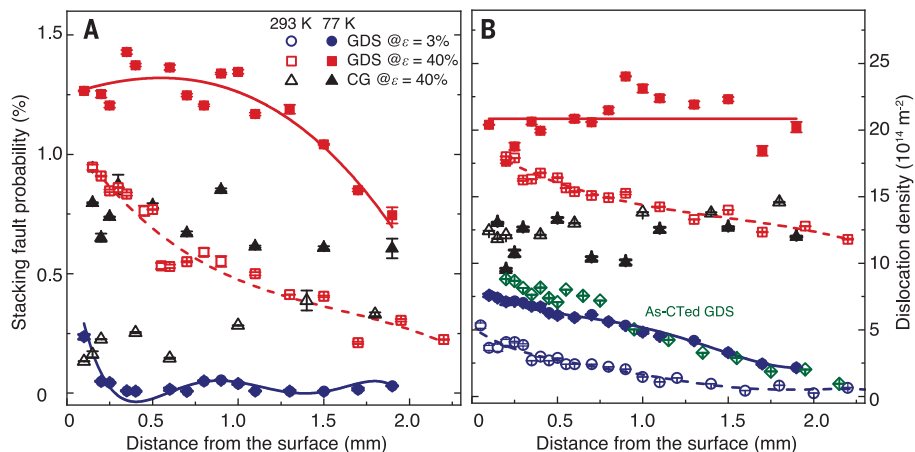 A
293 K 77 K
GDS @ε = 3%
GDS @ε = 40%
CG @ε = 40%
Stacking fault probability (%)
1.5
1.0
0.5
0
0 0.5 1.0 1.5 2.0
Distance from the surface (mm)
B
As-CTed GDS
30
25
20
15
10
5
0
Dislocation density (10¹⁴ m⁻²)
0 0.5 1.0 1.5 2.0
Distance from the surface (mm)